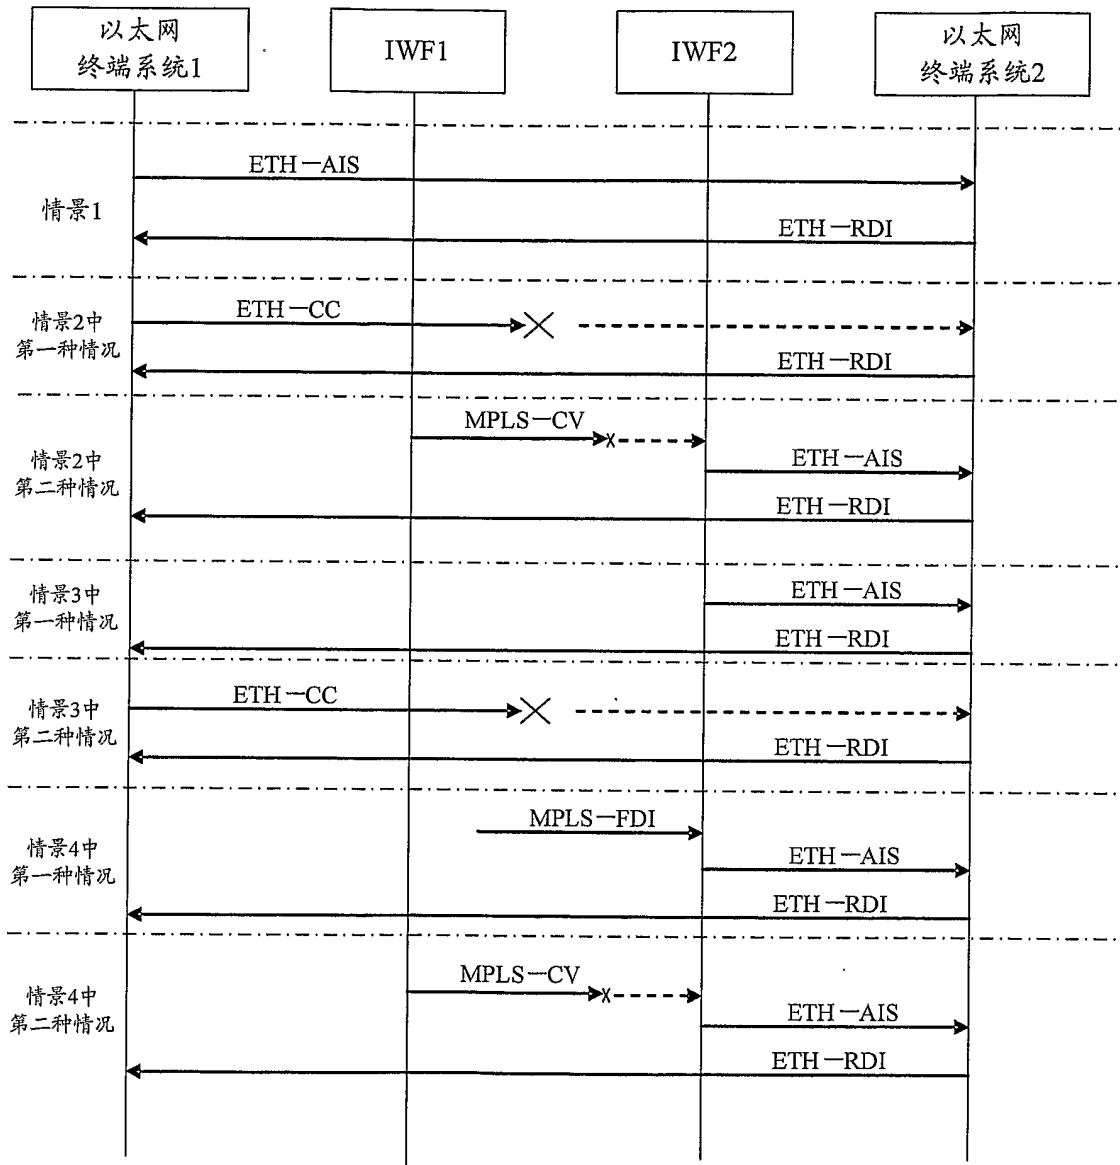 以太网
终端系统1
IWF1
IWF2
以太网
终端系统2
情景1
ETH—AIS
ETH—RDI
情景2中
第一种情况
ETH—CC
ETH—RDI
情景2中
第二种情况
MPLS—CV
ETH—AIS
ETH—RDI
情景3中
第一种情况
ETH—AIS
ETH—RDI
情景3中
第二种情况
ETH—CC
ETH—RDI
情景4中
第一种情况
MPLS—FDI
ETH—AIS
ETH—RDI
情景4中
第二种情况
MPLS—CV
ETH—AIS
ETH—RDI